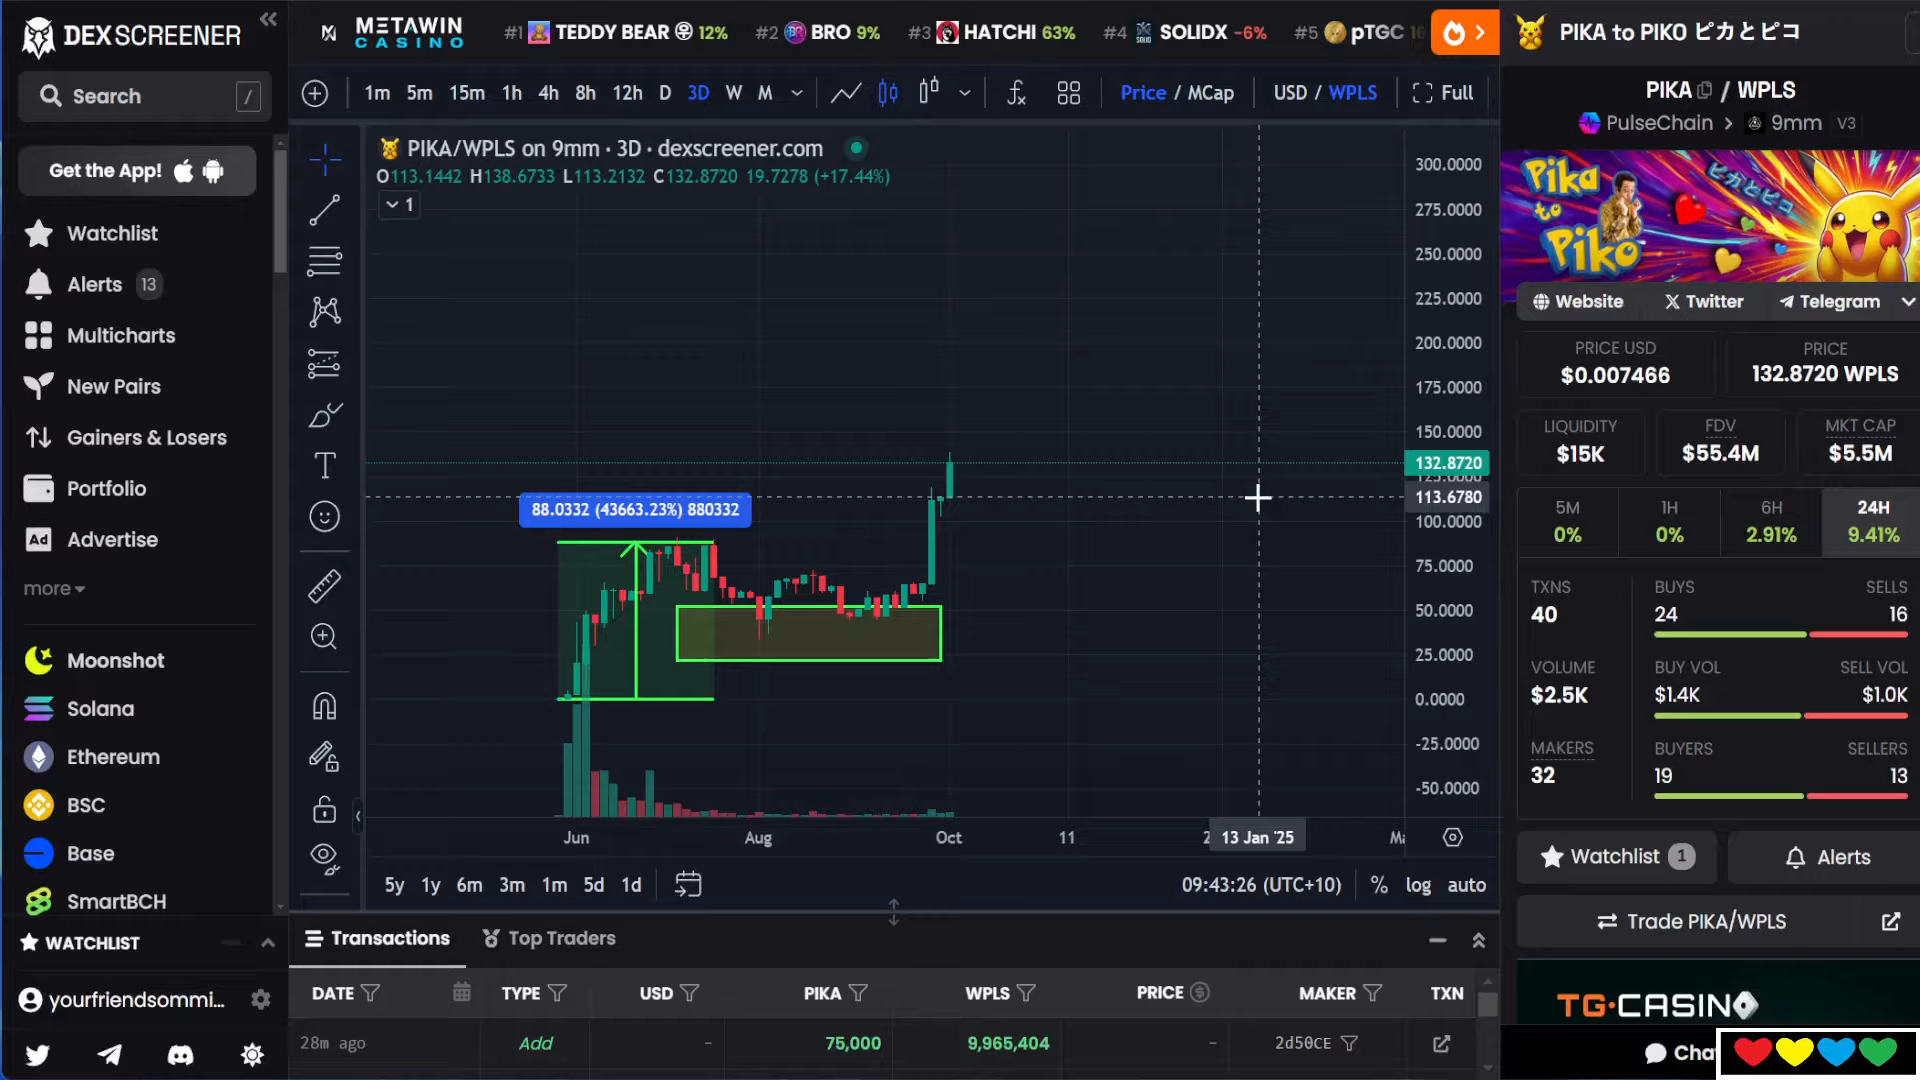 DEX SCREENER
Search /
Get the App!
Watchlist
Alerts 13
Multicharts
New Pairs
Gainers & Losers
Portfolio
Ad Advertise
more
Moonshot
Solana
Ethereum
BSC
Base
SmartBCH
WATCHLIST
yourfriendsommi...
METAWIN
CASINO
#1 TEDDY BEAR 12% #2 BRO 9% #3 HATCHI 63% #4 SOLIDX -6% #5 pTGC
1m 5m 15m 1h 4h 8h 12h D 3D W M
Price / MCap USD / WPLS Full
PIKA/WPLS on 9mm · 3D · dexscreener.com
O113.1442 H138.6733 L113.2132 C132.8720 19.7278 (+17.44%)
1
88.0332 (43663.23%) 880332
300.0000
275.0000
250.0000
225.0000
200.0000
175.0000
150.0000
132.8720
125.0000
113.6780
100.0000
75.0000
50.0000
25.0000
0.0000
-25.0000
-50.0000
Jun Aug Oct 11 13 Jan '25
5y 1y 6m 3m 1m 5d 1d
09:43:26 (UTC+10) % log auto
Transactions Top Traders
DATE TYPE USD PIKA WPLS PRICE MAKER TXN
28m ago Add - 75,000 9,965,404 - 2d50CE
PIKA to PIKO ピカとピコ
PIKA / WPLS
PulseChain > 9mm V3
Pika
to
Piko
ピカとピコ
Website Twitter Telegram
PRICE USD
$0.007466
PRICE
132.8720 WPLS
LIQUIDITY
$15K
FDV
$55.4M
MKT CAP
$5.5M
5M
0%
1H
0%
6H
2.91%
24H
9.41%
TXNS
40
BUYS SELLS
24 16
VOLUME
$2.5K
BUY VOL SELL VOL
$1.4K $1.0K
MAKERS
32
BUYERS SELLERS
19 13
Watchlist 1
Alerts
Trade PIKA/WPLS
TG·CASINO